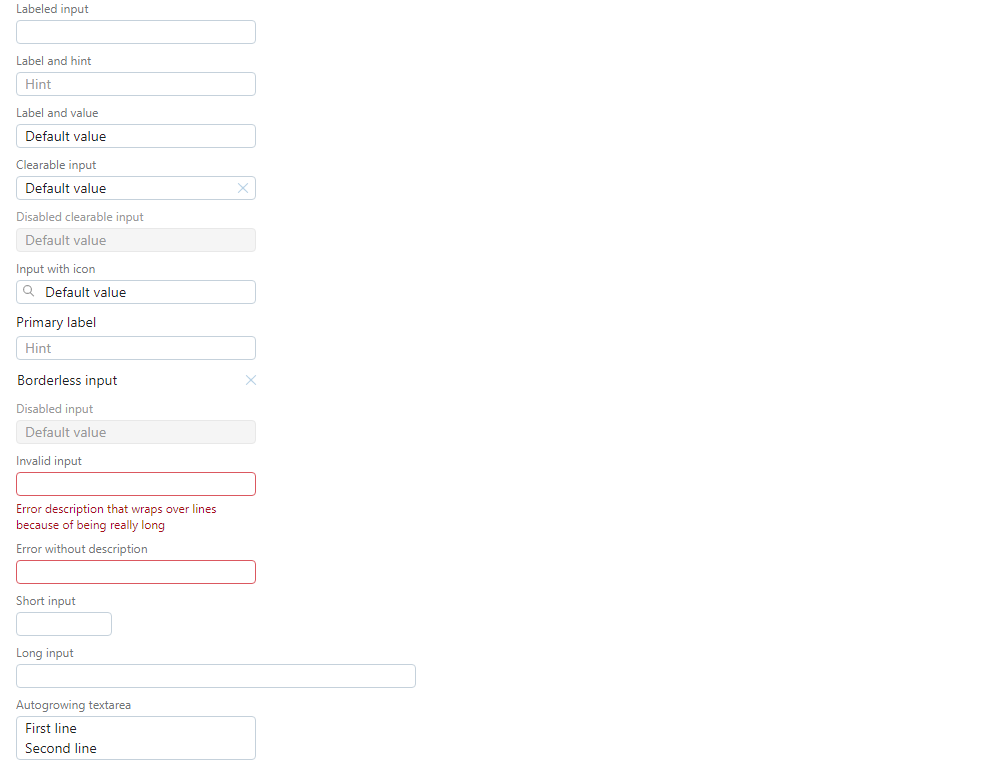 Labeled input
Label and hint
Hint
Label and value
Default value
Clearable input
Default value
Disabled clearable input
Default value
Input with icon
Default value
Primary label
Hint
Borderless input
Disabled input
Default value
Invalid input
Error description that wraps over lines
because of being really long
Error without description
Short input
Long input
Autogrowing textarea
First line
Second line